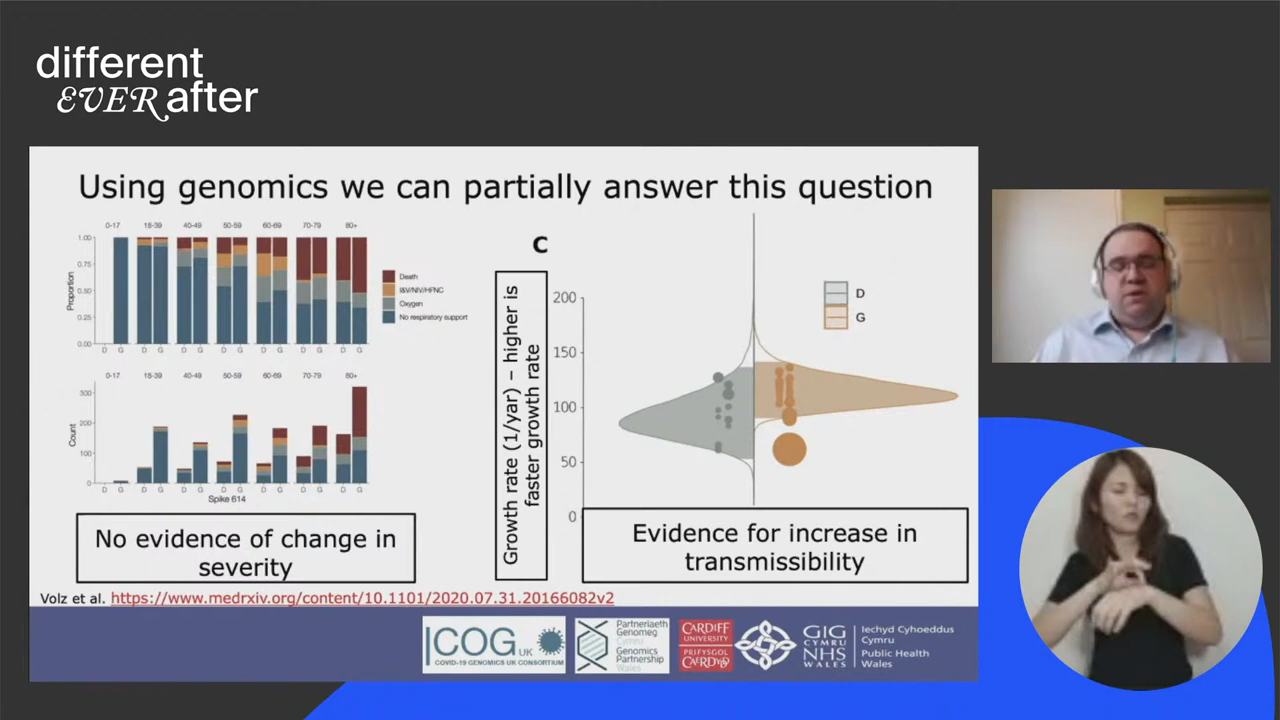 different
EVER after
Using genomics we can partially answer this question
0-17 18-39 40-49 50-59 60-69 70-79 80+
1.00
0.75
0.50
0.25
0.00
Proportion
D G D G D G D G D G D G D G
Death
I&V/NIV/HFNC
Oxygen
No respiratory support
0-17 18-39 40-49 50-59 60-69 70-79 80+
300
200
100
0
Count
D G D G D G D G D G D G D G
Spike 614
No evidence of change in
severity
C
Growth rate (1/yar) – higher is
faster growth rate
200
150
100
50
0
D
G
Evidence for increase in
transmissibility
Volz et al. https://www.medrxiv.org/content/10.1101/2020.07.31.20166082v2
COG UK
COVID-19 GENOMICS UK CONSORTIUM
Partneriaeth
Genomeg
Cymru
Genomics
Partnership
Wales
CARDIFF
UNIVERSITY
PRIFYSGOL
CAERDYDD
GIG
CYMRU
NHS
WALES
Iechyd Cyhoeddus
Cymru
Public Health
Wales